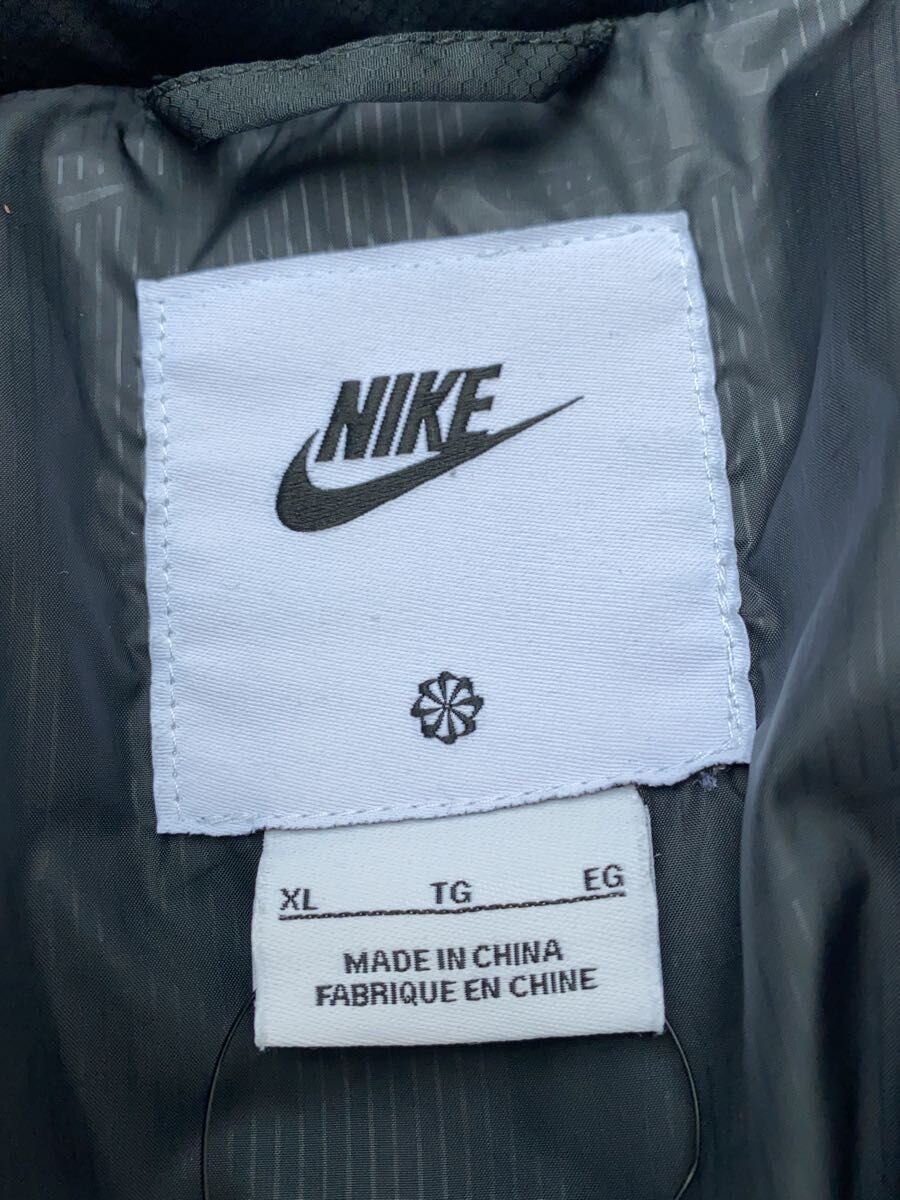 NIKE
XL TG EG
MADE IN CHINA
FABRIQUE EN CHINE